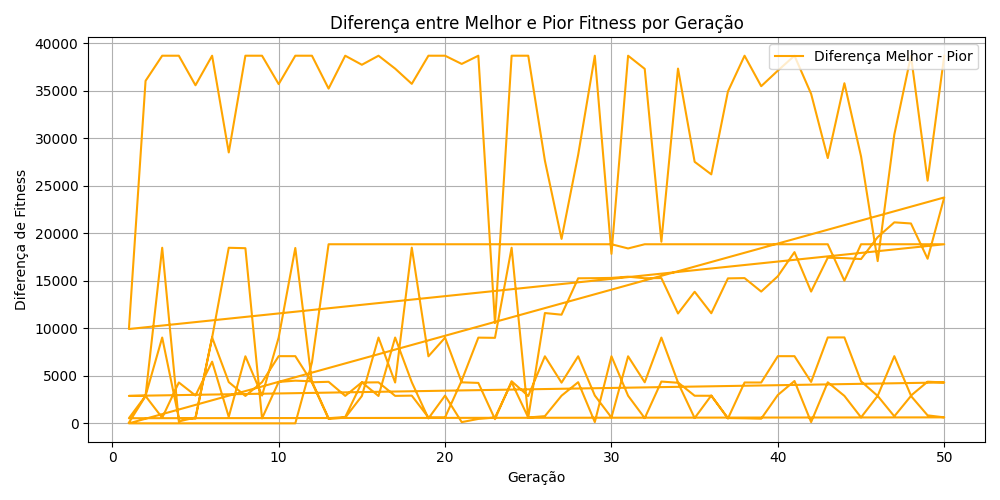 Diferença entre Melhor e Pior Fitness por Geração
Diferença Melhor - Pior
Diferença de Fitness
40000
35000
30000
25000
20000
15000
10000
5000
0
0 10 20 30 40 50
Geração